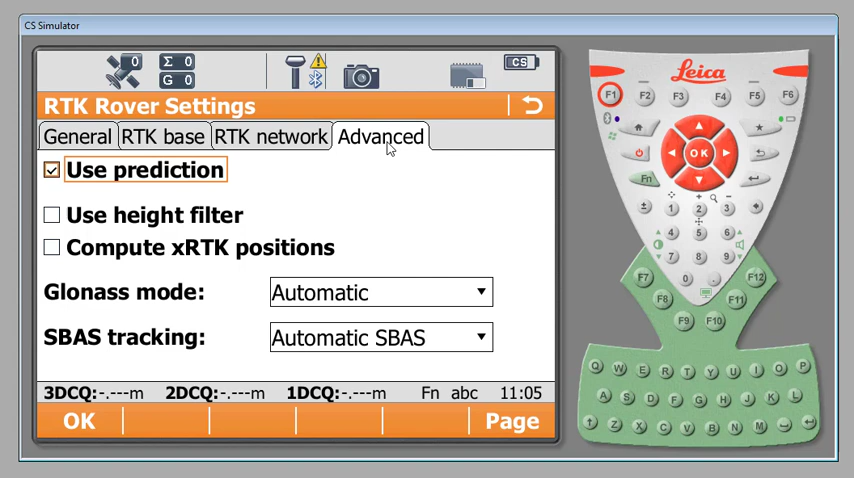 CS Simulator
0
Σ 0
G 0
CS
RTK Rover Settings
General RTK base RTK network Advanced
Use prediction
Use height filter
Compute xRTK positions
Glonass mode: Automatic
SBAS tracking: Automatic SBAS
3DCQ:-.---m 2DCQ:-.---m 1DCQ:-.---m Fn abc 11:05
OK Page
Leica
F1 F2 F3 F4 F5 F6
OK
Fn
± 1 2 3
4 5 6
7 8 9
0 .
F7 F12
F8 F11
F9 F10
Q W E R T Y U I O P
A S D F G H J K L
Z X C V B N M